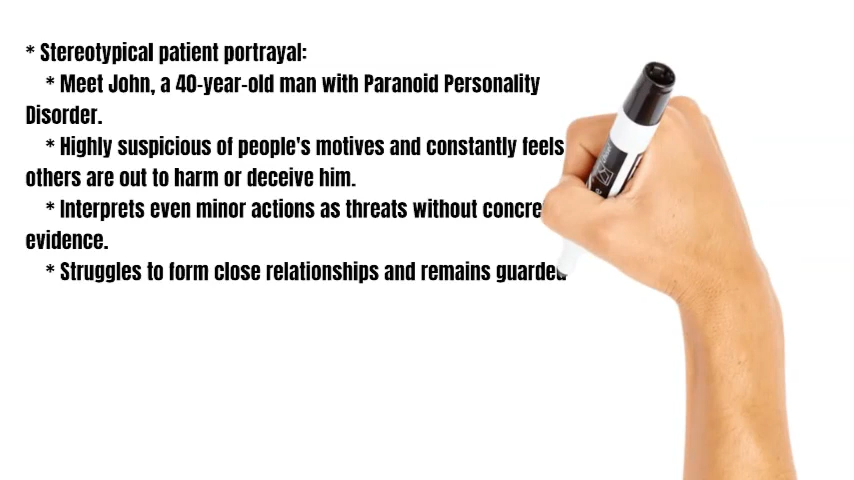 * Stereotypical patient portrayal:
* Meet John, a 40-year-old man with Paranoid Personality
Disorder.
* Highly suspicious of people's motives and constantly feels
others are out to harm or deceive him.
* Interprets even minor actions as threats without
evidence.
* Struggles to form close relationships and remains guarded